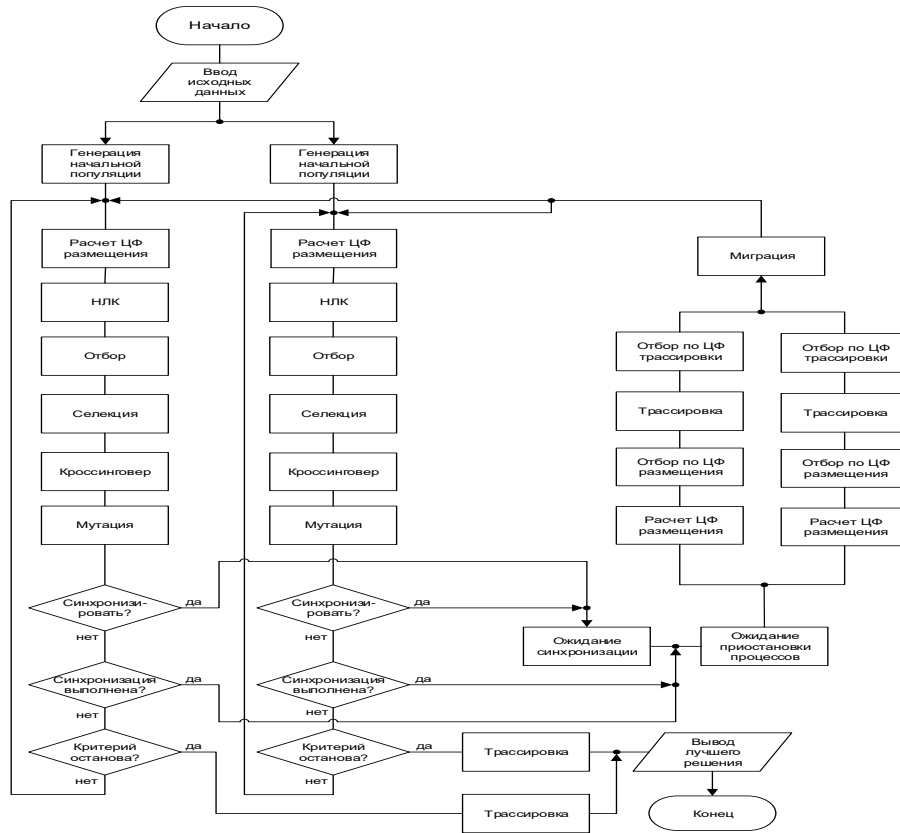 Начало
Ввод
исходных
данных
Генерация
начальной
популяции
Генерация
начальной
популяции
Расчет ЦФ
размещения
Расчет ЦФ
размещения
Миграция
НЛК
НЛК
Отбор
Отбор
Отбор по ЦФ
трассировки
Отбор по ЦФ
трассировки
Селекция
Селекция
Трассировка
Трассировка
Кроссинговер
Кроссинговер
Отбор по ЦФ
размещения
Отбор по ЦФ
размещения
Мутация
Мутация
Расчет ЦФ
размещения
Расчет ЦФ
размещения
Синхронизи-
ровать?
да
нет
Синхронизи-
ровать?
да
нет
Ожидание
синхронизации
Ожидание
приостановки
процессов
Синхронизация
выполнена?
да
нет
Синхронизация
выполнена?
да
нет
Критерий
останова?
да
нет
Критерий
останова?
да
нет
Трассировка
Вывод
лучшего
решения
Трассировка
Конец